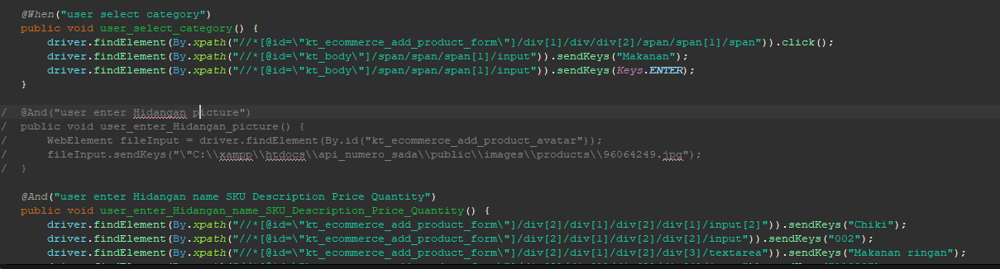 @When("user select category")
public void user_select_category() {
driver.findElement(By.xpath("//*[@id=\"kt_ecommerce_add_product_form\"]/div[1]/div/div[2]/span/span[1]/span")).click();
driver.findElement(By.xpath("//*[@id=\"kt_body\"]/span/span/span[1]/input")).sendKeys("Makanan");
driver.findElement(By.xpath("//*[@id=\"kt_body\"]/span/span/span[1]/input")).sendKeys(Keys.ENTER);
}
/ @And("user enter Hidangan picture")
/ public void user_enter_Hidangan_picture() {
/ WebElement fileInput = driver.findElement(By.id("kt_ecommerce_add_product_avatar"));
/ fileInput.sendKeys("\"C:\\xampp\\htdocs\\api_numero_sada\\public\\images\\products\\96064249.jpg");
/ }
@And("user enter Hidangan name SKU Description Price Quantity")
public void user_enter_Hidangan_name_SKU_Description_Price_Quantity() {
driver.findElement(By.xpath("//*[@id=\"kt_ecommerce_add_product_form\"]/div[2]/div[1]/div[2]/div[1]/input[2]")).sendKeys("Chiki");
driver.findElement(By.xpath("//*[@id=\"kt_ecommerce_add_product_form\"]/div[2]/div[1]/div[2]/div[2]/input")).sendKeys("002");
driver.findElement(By.xpath("//*[@id=\"kt_ecommerce_add_product_form\"]/div[2]/div[1]/div[2]/div[3]/textarea")).sendKeys("Makanan ringan");